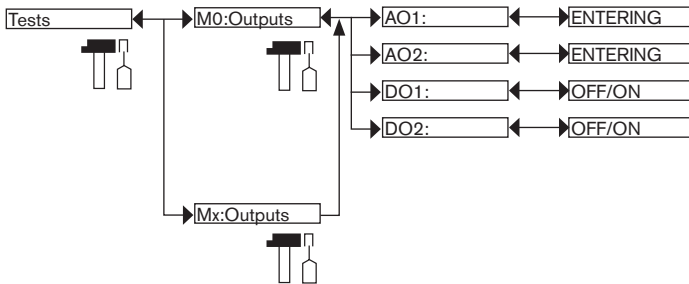 Tests
M0:Outputs
AO1:
ENTERING
AO2:
ENTERING
DO1:
OFF/ON
DO2:
OFF/ON
Mx:Outputs